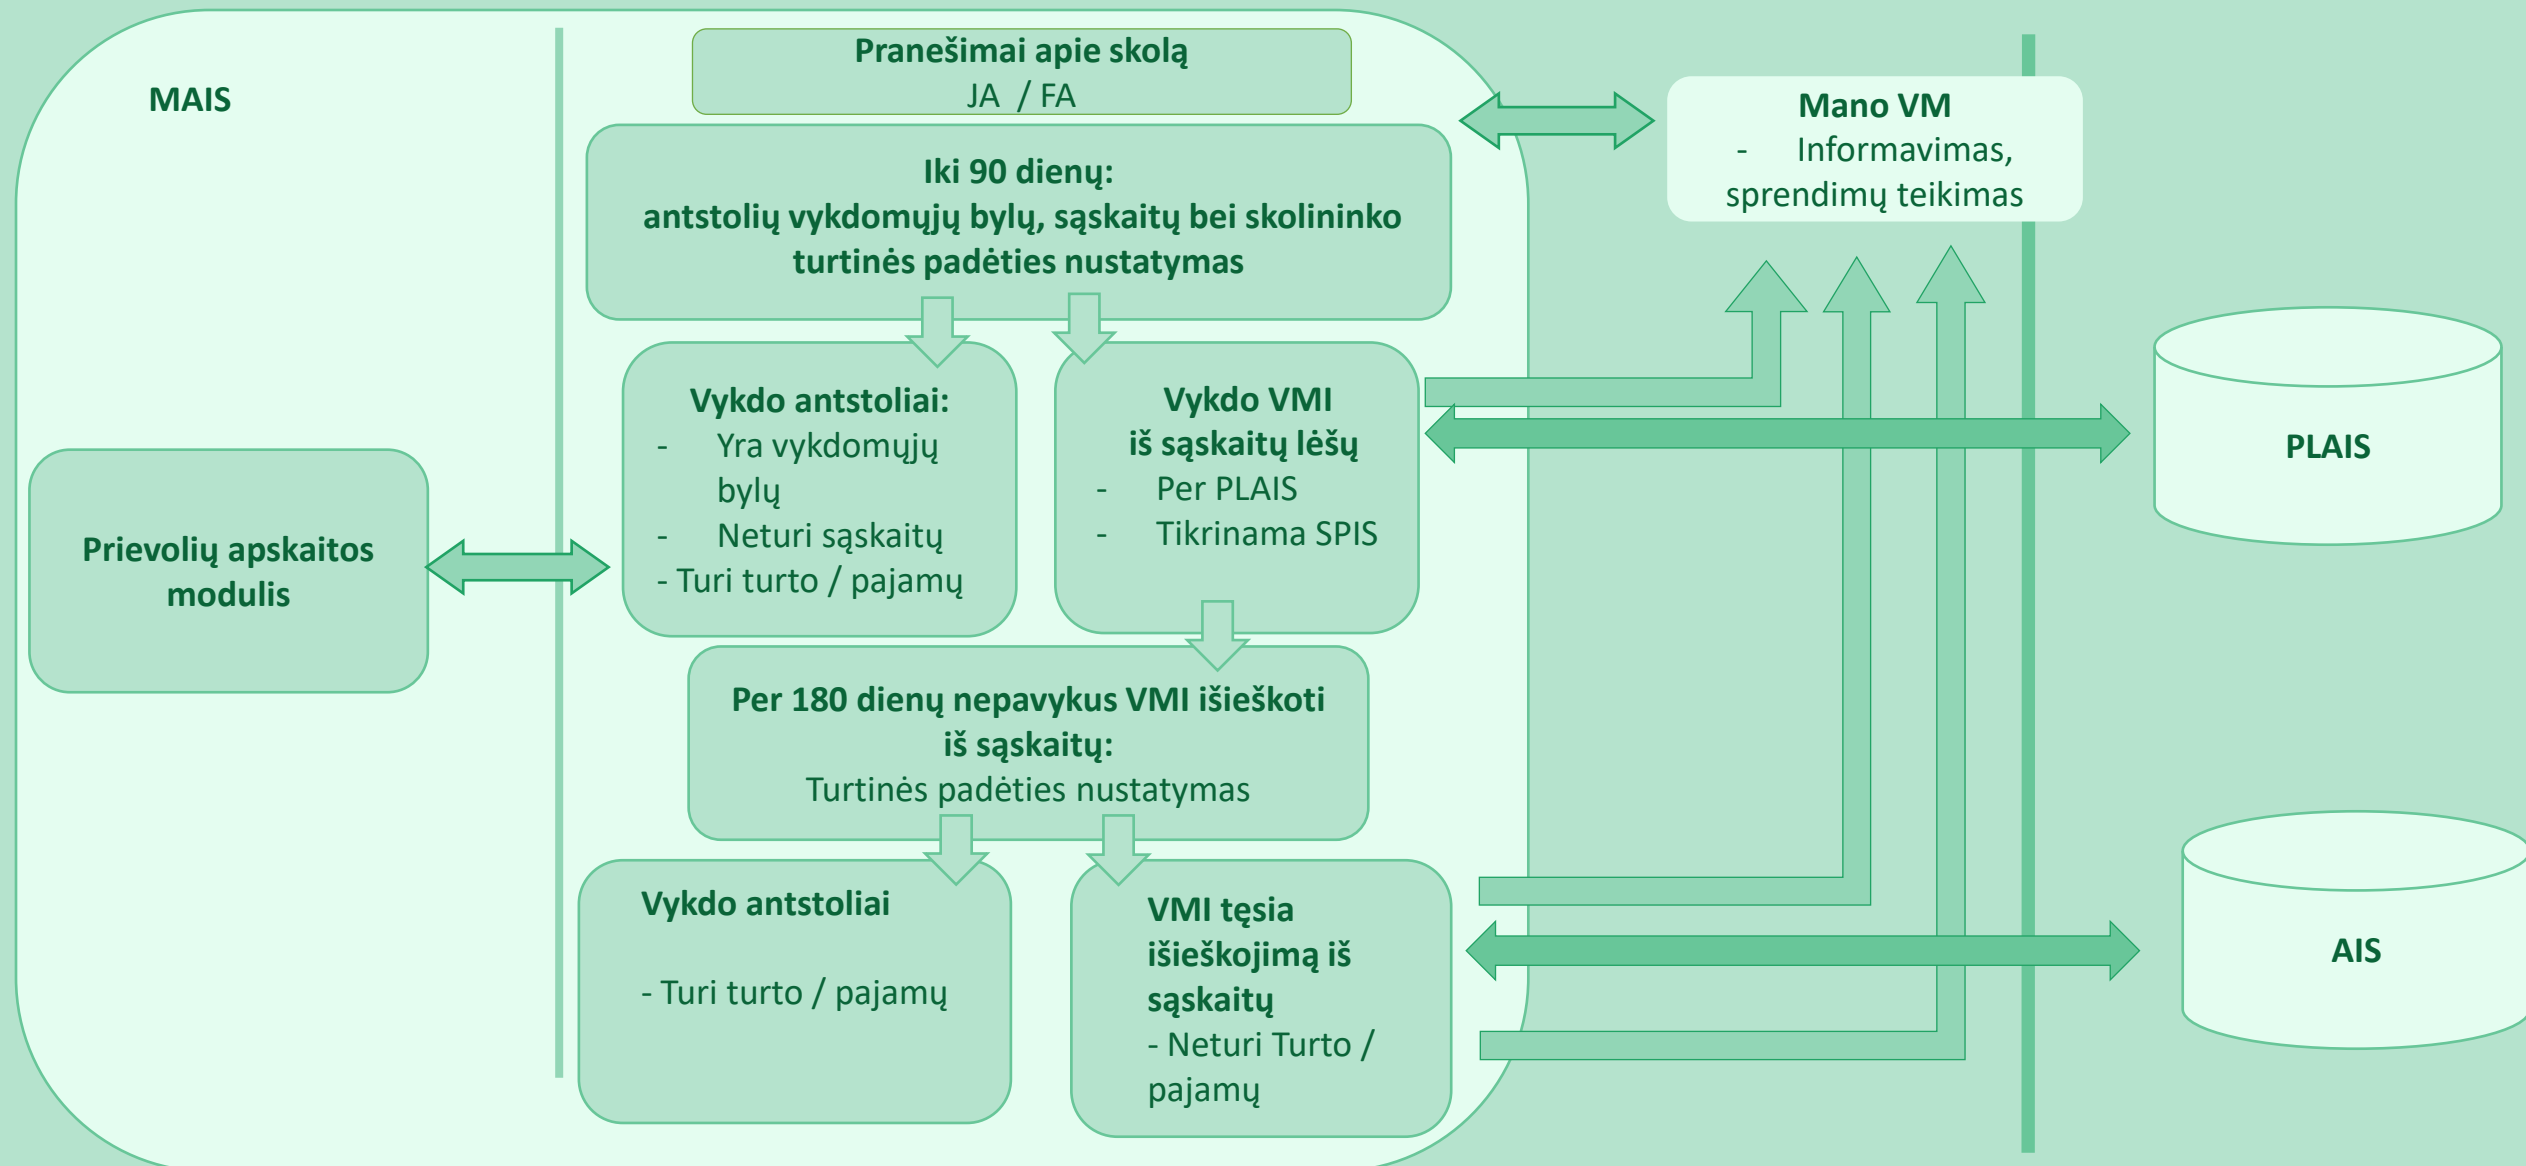 MAIS
Prievolių apskaitos
modulis
Pranešimai apie skolą
JA / FA
Iki 90 dienų:
antstolių vykdomųjų bylų, sąskaitų bei skolininko
turtinės padėties nustatymas
Vykdo antstoliai:
- Yra vykdomųjų
bylų
- Neturi sąskaitų
- Turi turto / pajamų
Vykdo VMI
iš sąskaitų lėšų
- Per PLAIS
- Tikrinama SPIS
Per 180 dienų nepavykus VMI išieškoti
iš sąskaitų:
Turtinės padėties nustatymas
Vykdo antstoliai
- Turi turto / pajamų
VMI tęsia
išieškojimą iš
sąskaitų
- Neturi Turto /
pajamų
Mano VM
- Informavimas,
sprendimų teikimas
PLAIS
AIS